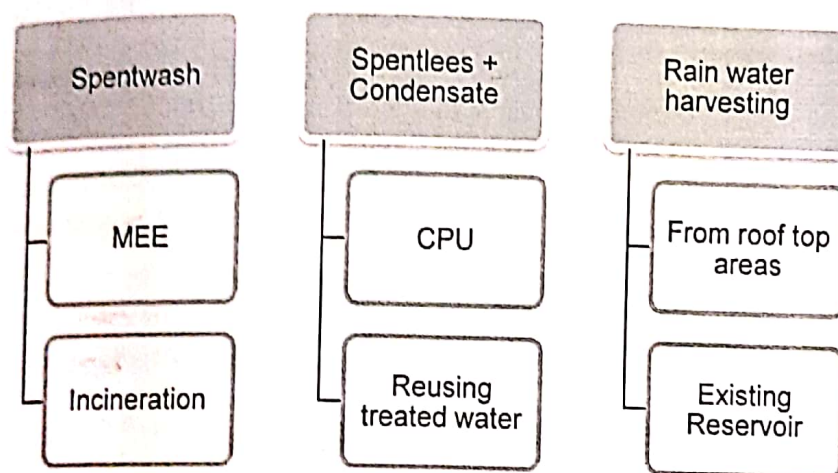 Spentwash
MEE
Incineration
Spentlees +
Condensate
CPU
Reusing
treated water
Rain water
harvesting
From roof top
areas
Existing
Reservoir